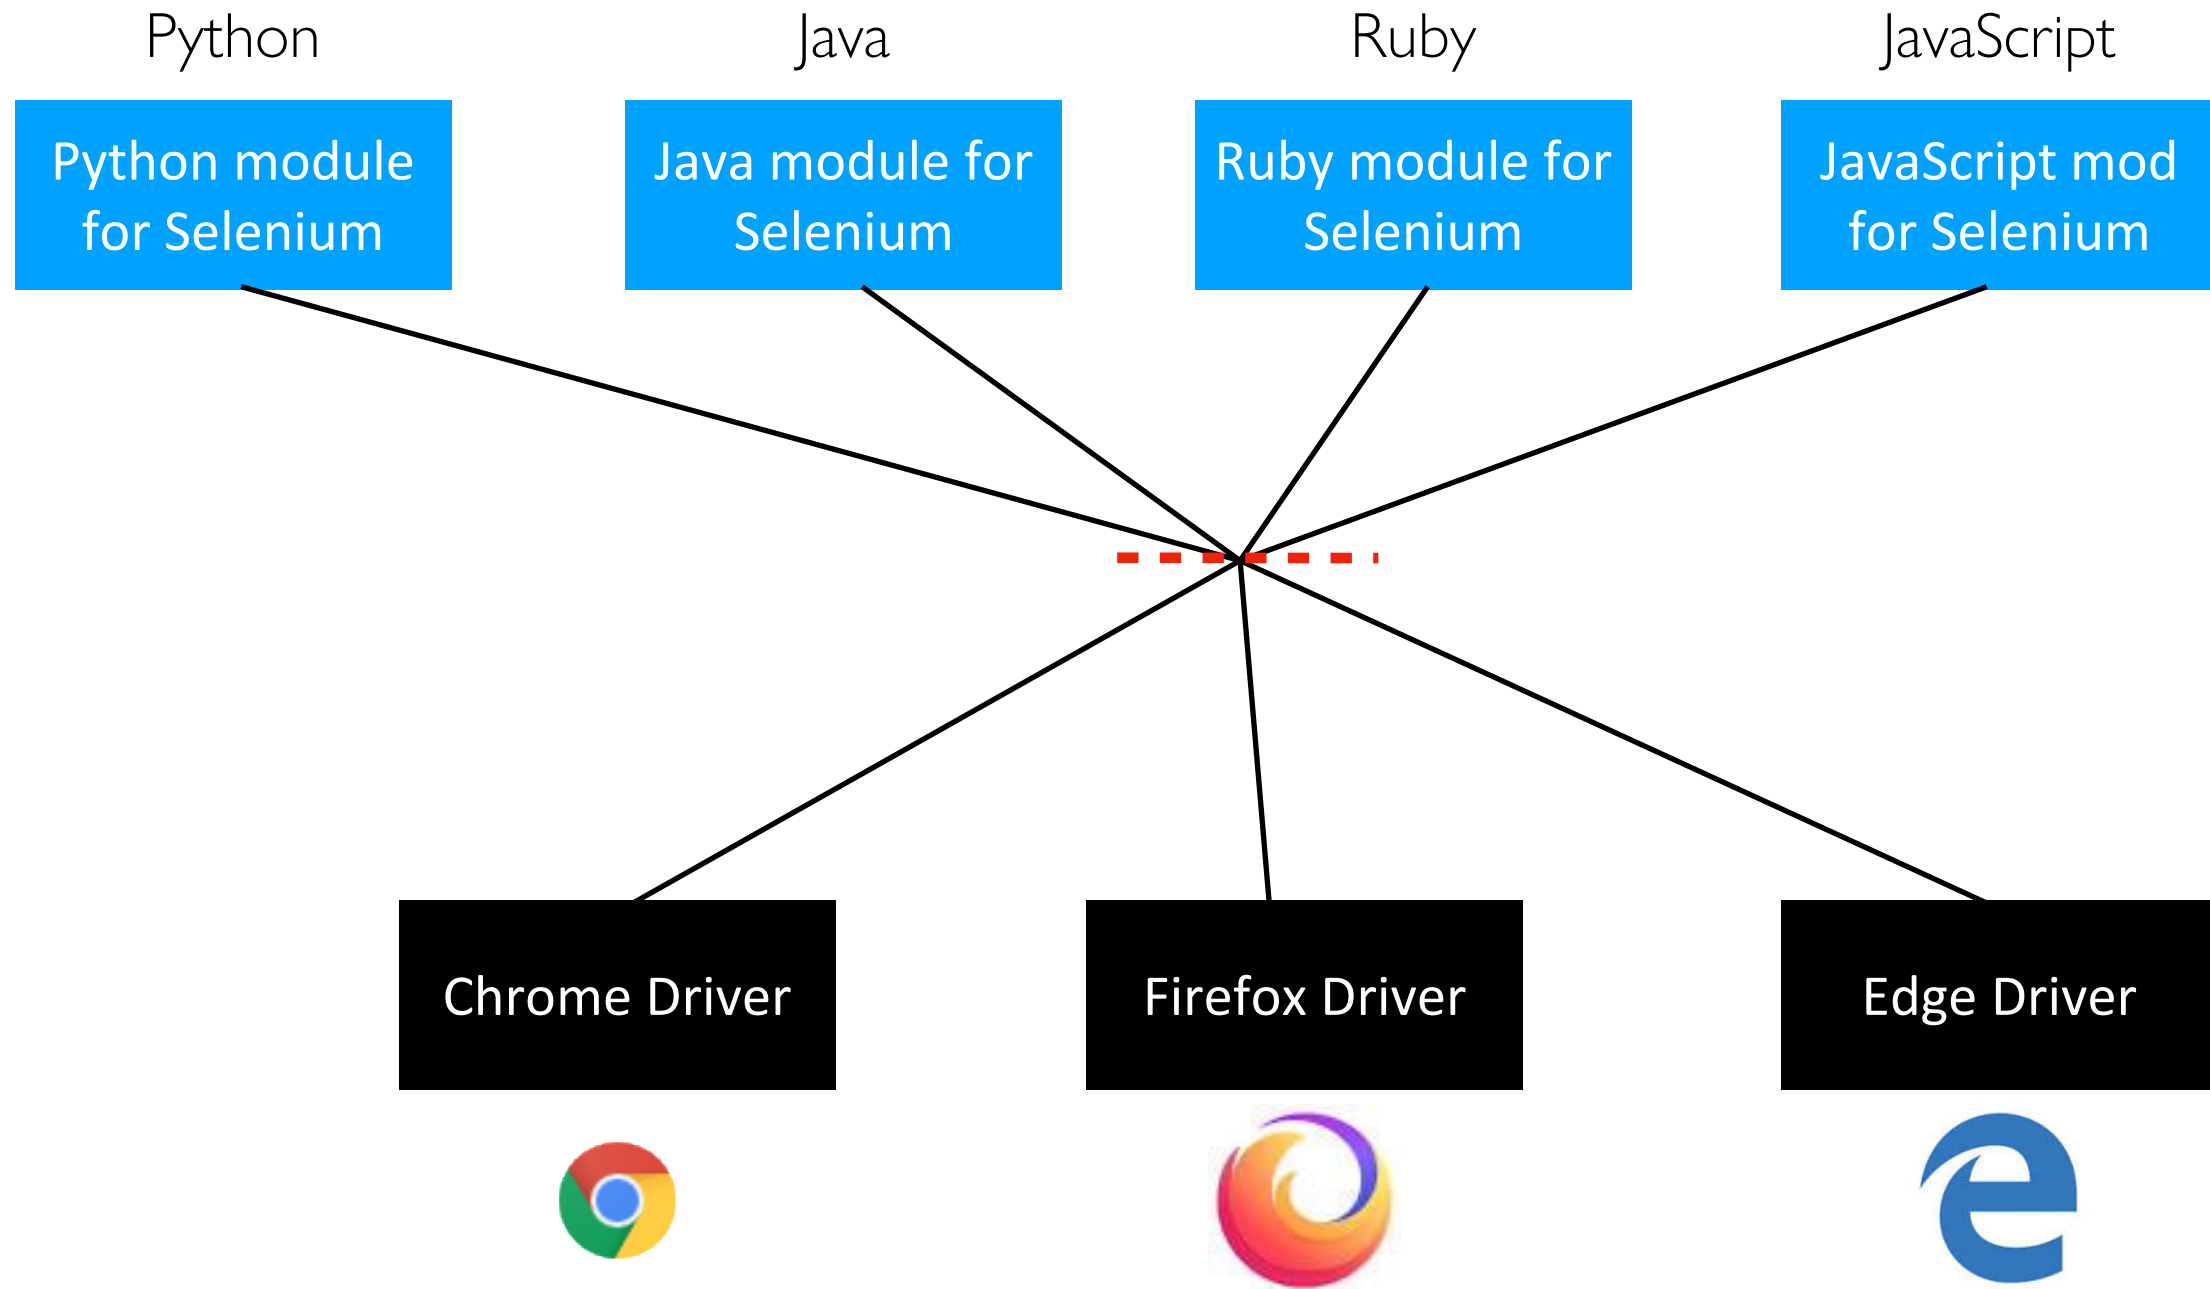 Python
Java
Ruby
JavaScript
Python module
for Selenium
Java module for
Selenium
Ruby module for
Selenium
JavaScript mod
for Selenium
Chrome Driver
Firefox Driver
Edge Driver